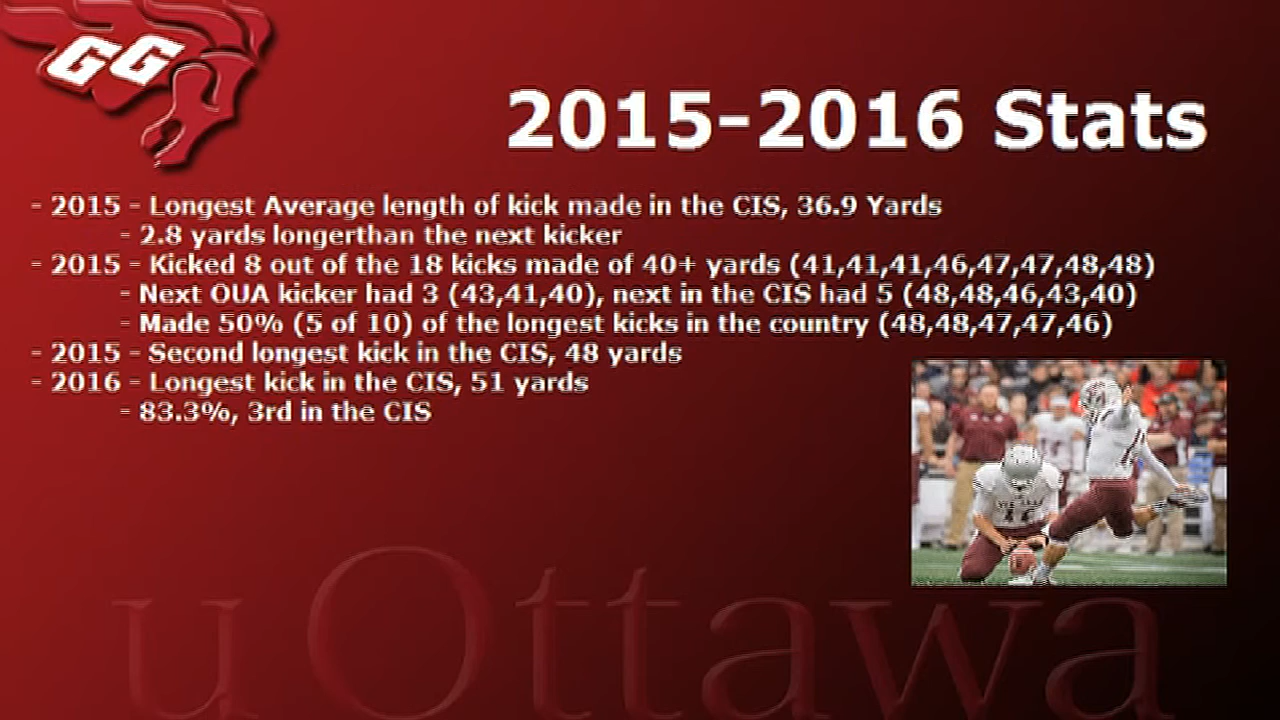 GG
2015-2016 Stats
- 2015 - Longest Average length of kick made in the CIS, 36.9 Yards
- 2.8 yards longerthan the next kicker
- 2015 - Kicked 8 out of the 18 kicks made of 40+ yards (41,41,41,46,47,47,48,48)
- Next OUA kicker had 3 (43,41,40), next in the CIS had 5 (48,48,46,43,40)
- Made 50% (5 of 10) of the longest kicks in the country (48,48,47,47,46)
- 2015 - Second longest kick in the CIS, 48 yards
- 2016 - Longest kick in the CIS, 51 yards
- 83.3%, 3rd in the CIS
uOttawa